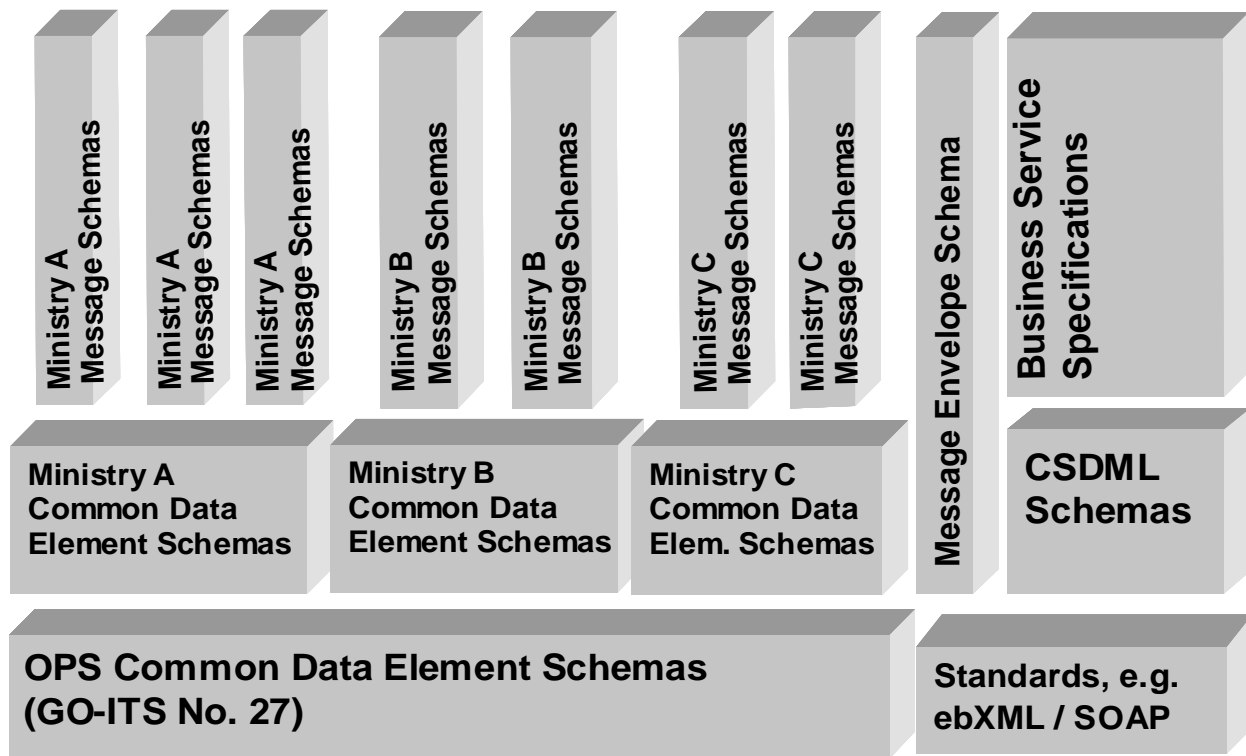 Ministry A
Message Schemas
Ministry A
Message Schemas
Ministry A
Message Schemas
Ministry B
Message Schemas
Ministry B
Message Schemas
Ministry C
Message Schemas
Ministry C
Message Schemas
Message Envelope Schema
Business Service
Specifications
Ministry A
Common Data
Element Schemas
Ministry B
Common Data
Element Schemas
Ministry C
Common Data
Elem. Schemas
CSDML
Schemas
OPS Common Data Element Schemas
(GO-ITS No. 27)
Standards, e.g.
ebXML / SOAP